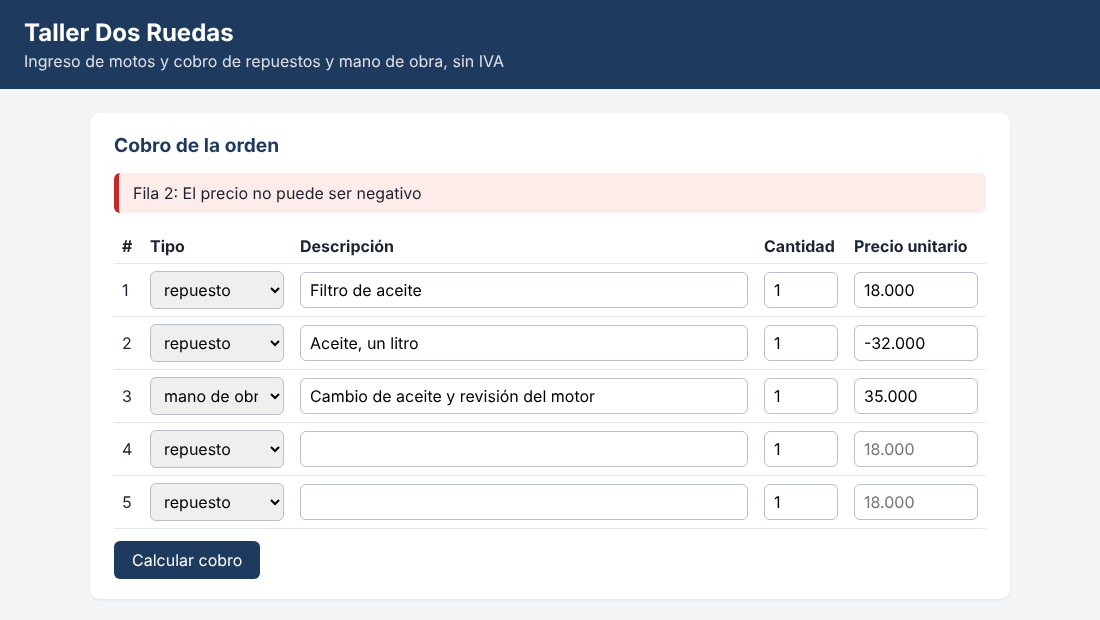 Taller Dos Ruedas
Ingreso de motos y cobro de repuestos y mano de obra, sin IVA
Cobro de la orden
Fila 2: El precio no puede ser negativo
# Tipo Descripción Cantidad Precio unitario
1 repuesto Filtro de aceite 1 18.000
2 repuesto Aceite, un litro 1 -32.000
3 mano de obr Cambio de aceite y revisión del motor 1 35.000
4 repuesto 1 18.000
5 repuesto 1 18.000
Calcular cobro